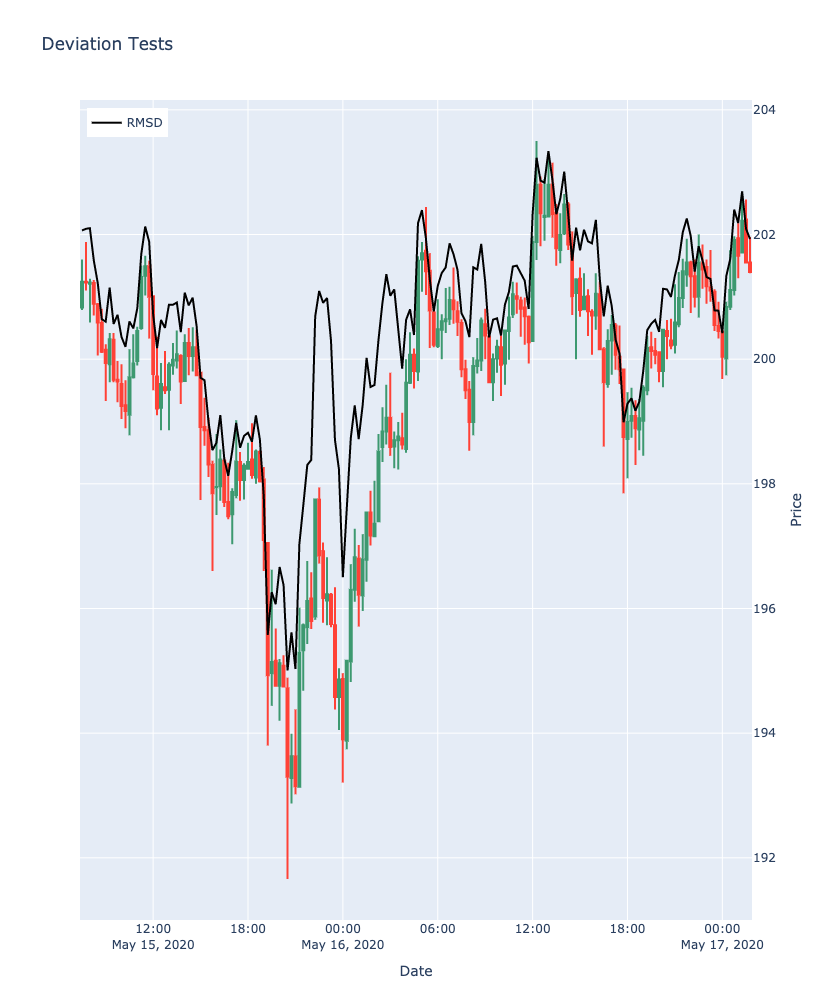 Deviation Tests
RMSD
204
202
200
198
196
194
192
Price
12:00
May 15, 2020
18:00
00:00
May 16, 2020
06:00
12:00
18:00
00:00
May 17, 2020
Date